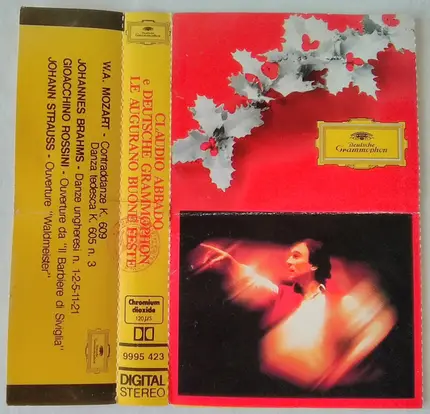 W.A. MOZART - Contraddanze K. 609
Danza tedesca K. 605 n. 3
JOHANNES BRAHMS - Danze ungheresi n. 1-2-5-11-21
GIOACCHINO ROSSINI - Ouverture da "Il Barbiere di Siviglia"
JOHANN STRAUSS - Ouverture "Waldmeister"
CLAUDIO ABBADO
e DEUTSCHE GRAMMOPHON
LE AUGURANO BUONE FESTE
Chromium
dioxide
120µS
9995 423
DIGITAL
STEREO
Deutsche
Grammophon